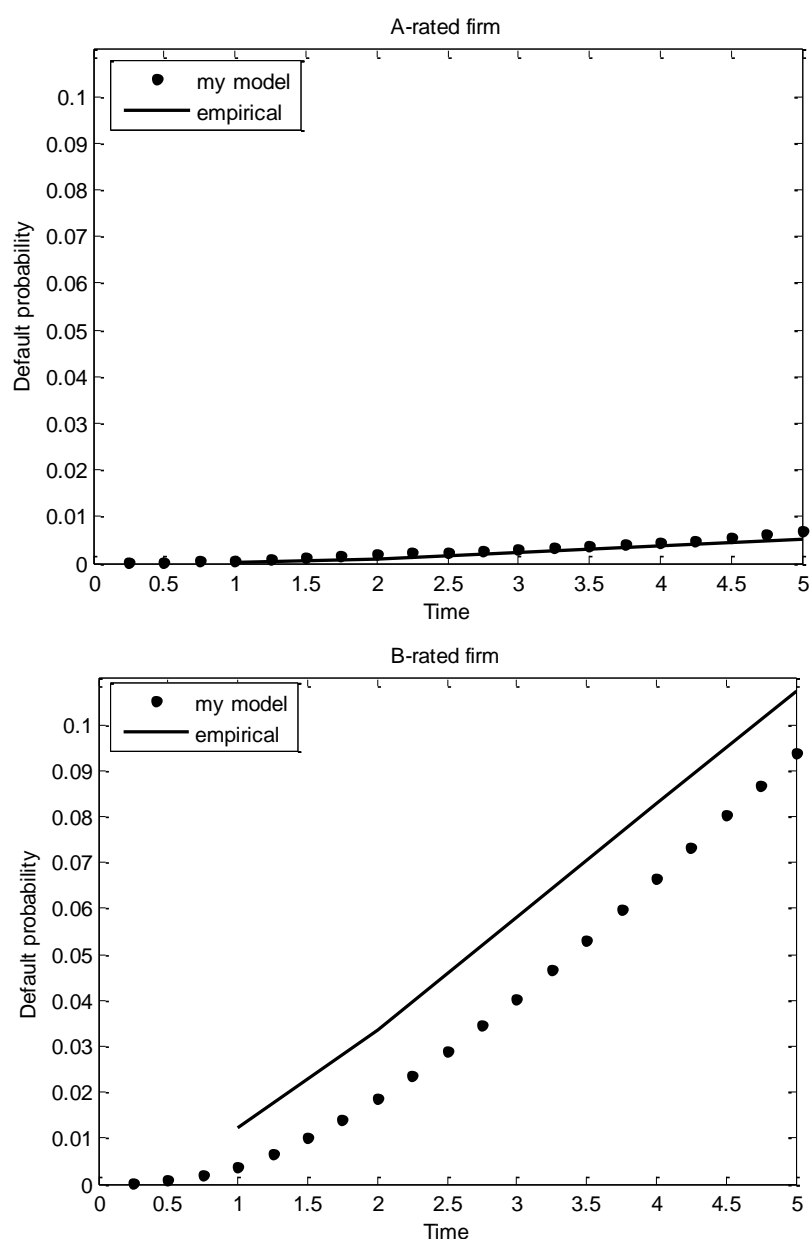 A-rated firm
my model
empirical
0.1
0.09
0.08
0.07
0.06
0.05
0.04
0.03
0.02
0.01
0
Default probability
0 0.5 1 1.5 2 2.5 3 3.5 4 4.5 5
Time
B-rated firm
my model
empirical
0.1
0.09
0.08
0.07
0.06
0.05
0.04
0.03
0.02
0.01
0
Default probability
0 0.5 1 1.5 2 2.5 3 3.5 4 4.5 5
Time